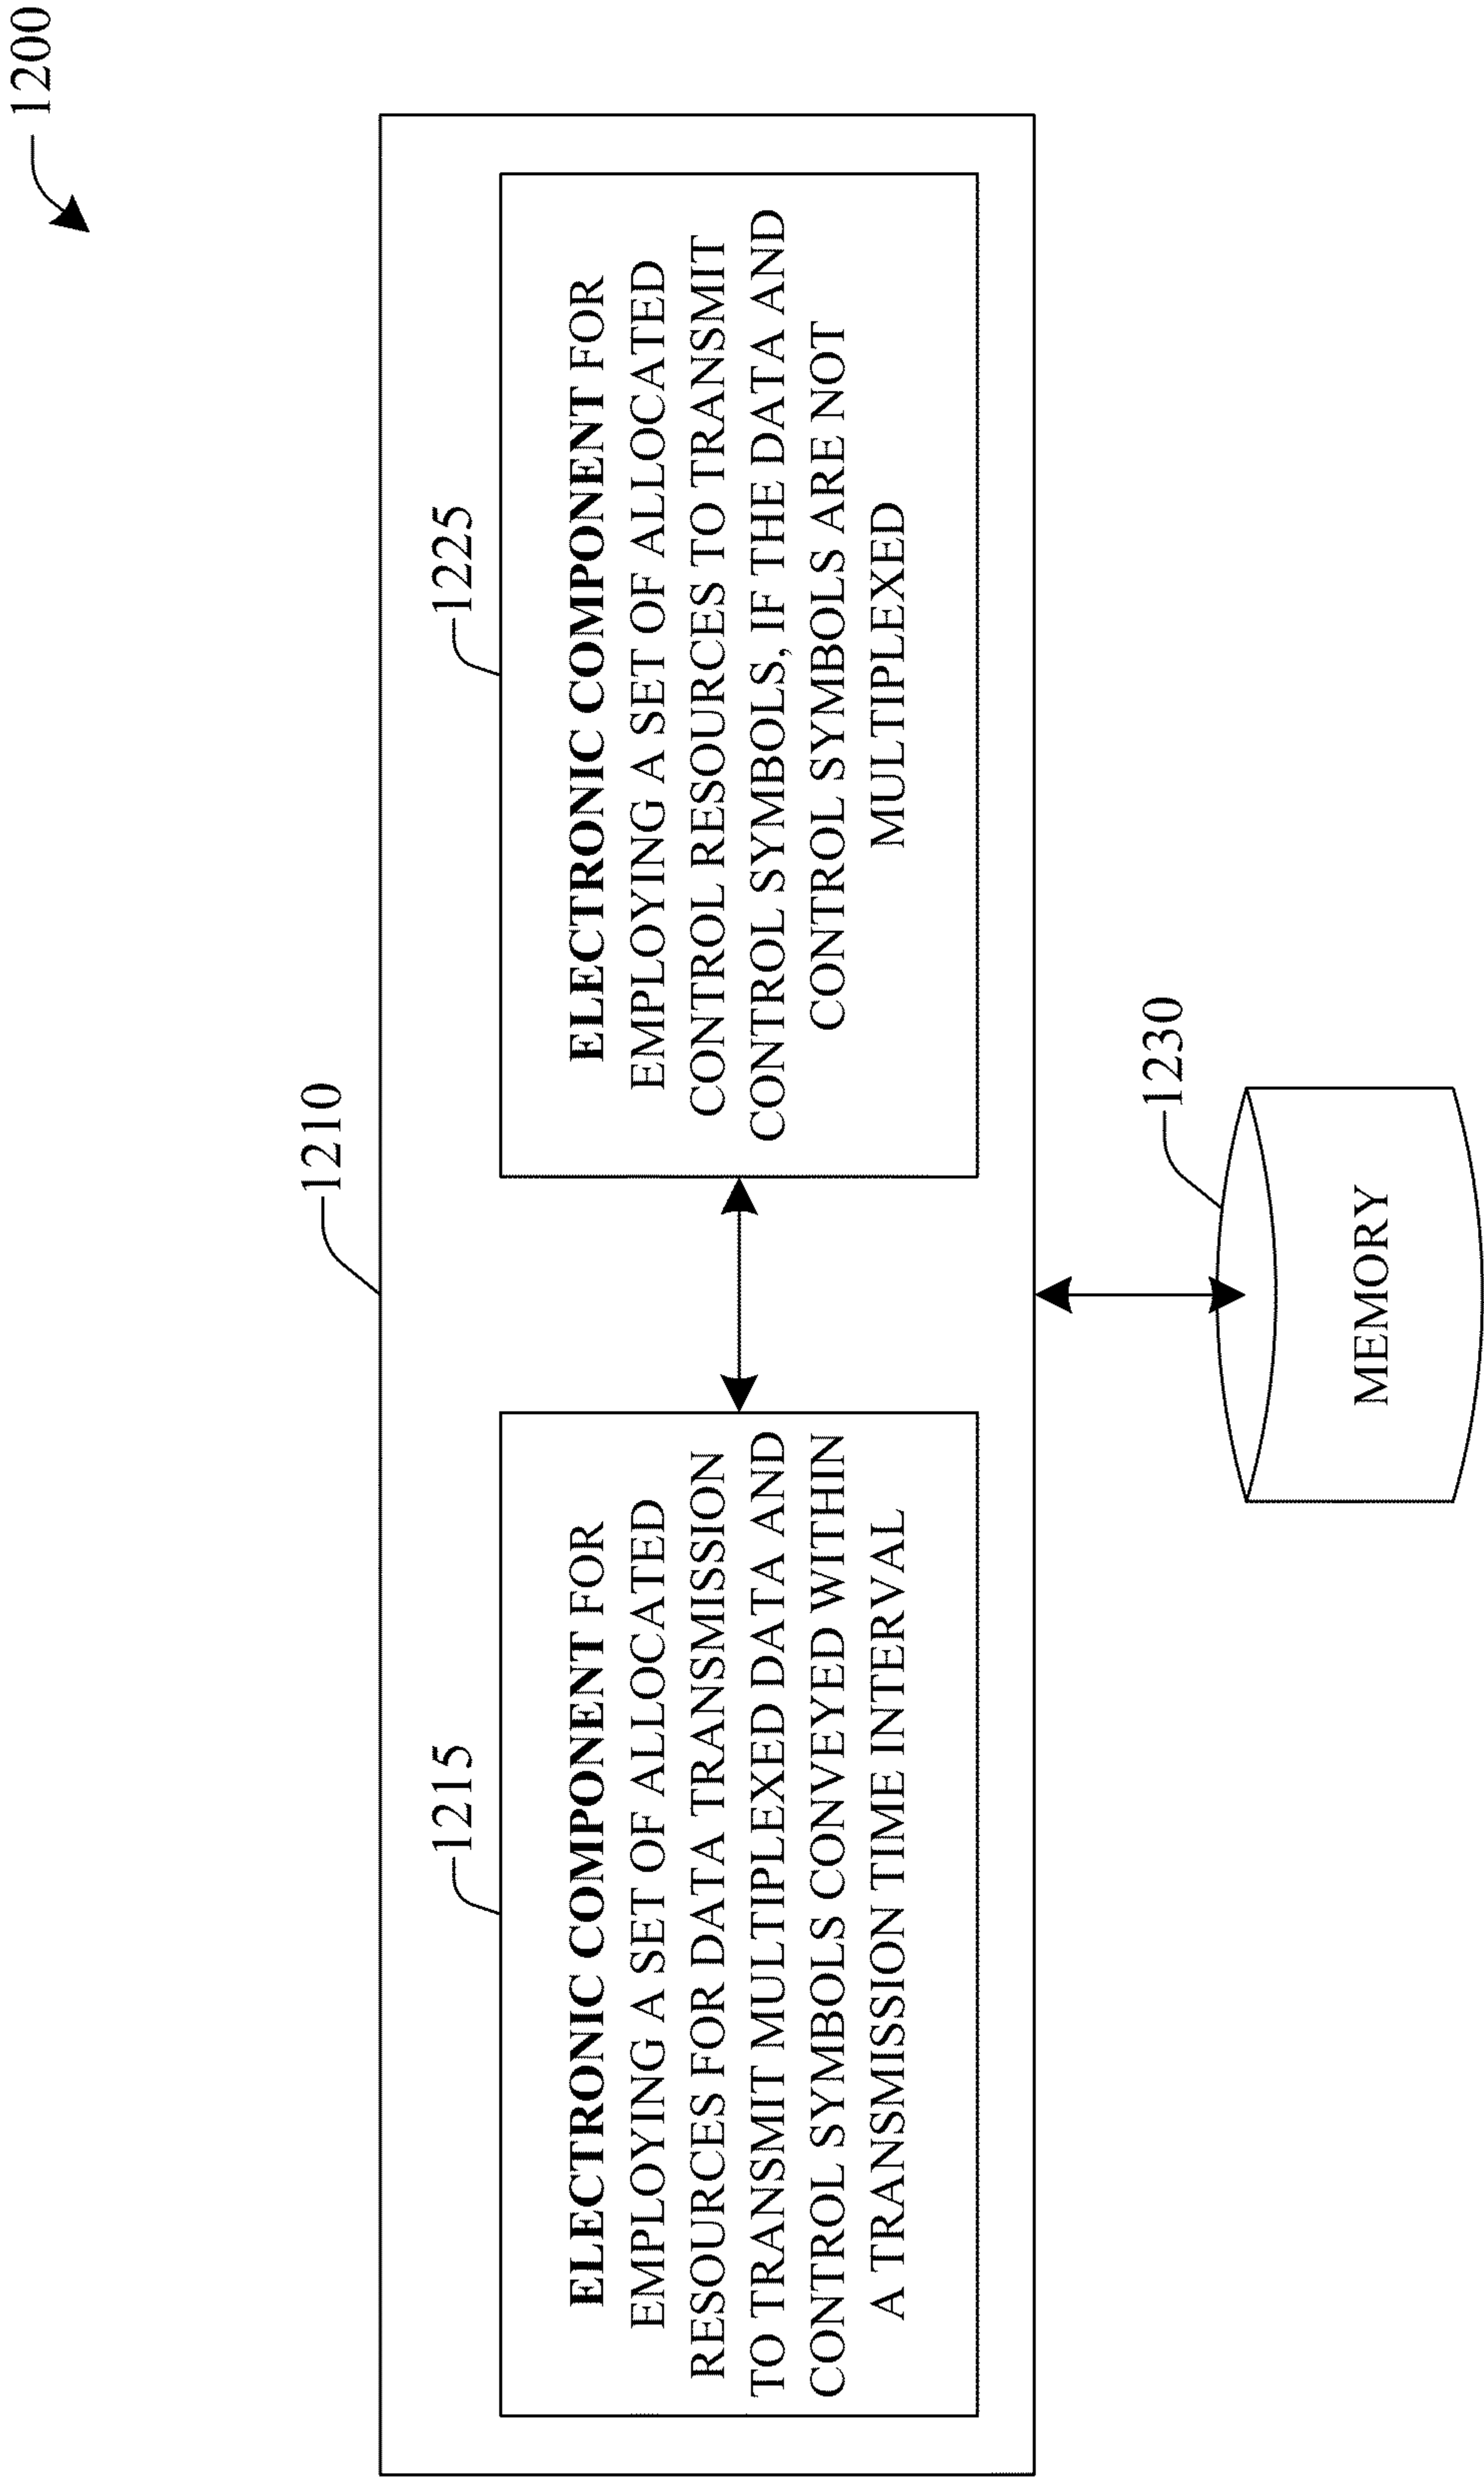 1200
1210
1215
ELECTRONIC COMPONENT FOR
EMPLOYING A SET OF ALLOCATED
RESOURCES FOR DATA TRANSMISSION
TO TRANSMIT MULTIPLEXED DATA AND
CONTROL SYMBOLS CONVEYED WITHIN
A TRANSMISSION TIME INTERVAL
1225
ELECTRONIC COMPONENT FOR
EMPLOYING A SET OF ALLOCATED
CONTROL RESOURCES TO TRANSMIT
CONTROL SYMBOLS, IF THE DATA AND
CONTROL SYMBOLS ARE NOT
MULTIPLEXED
1230
MEMORY